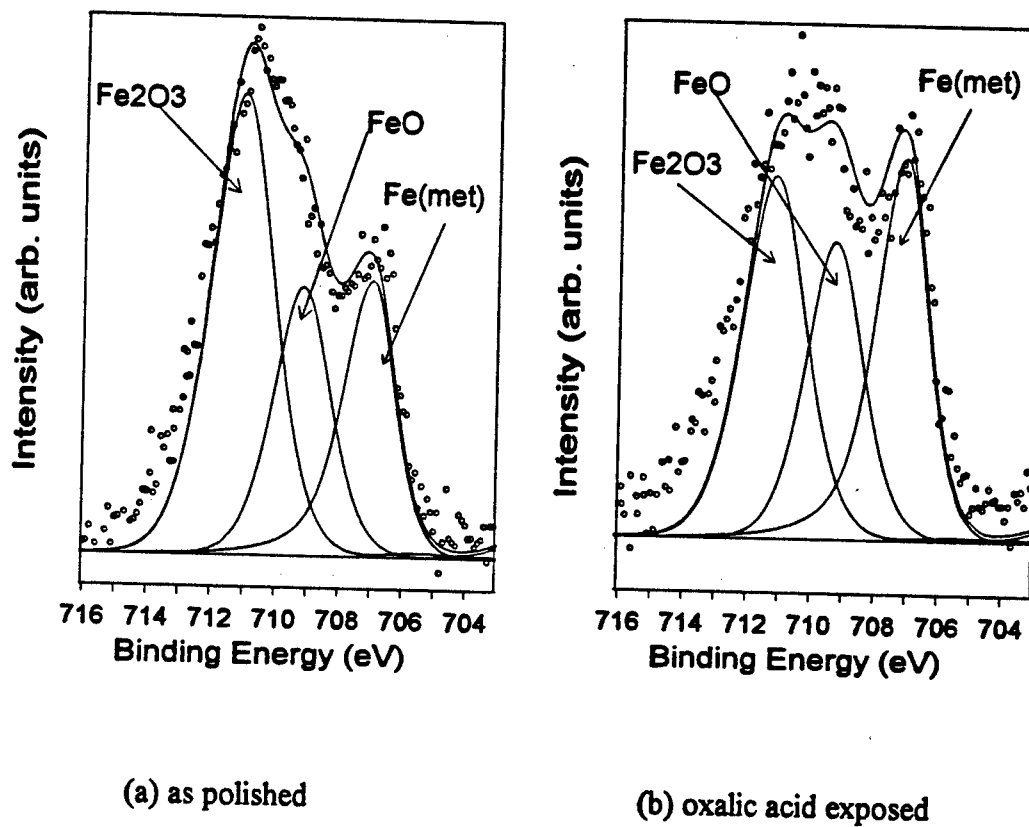 Intensity (arb. units)
Fe2O3
FeO
Fe(met)
716 714 712 710 708 706 704
Binding Energy (eV)
(a) as polished
Intensity (arb. units)
FeO
Fe(met)
Fe2O3
716 714 712 710 708 706 704
Binding Energy (eV)
(b) oxalic acid exposed